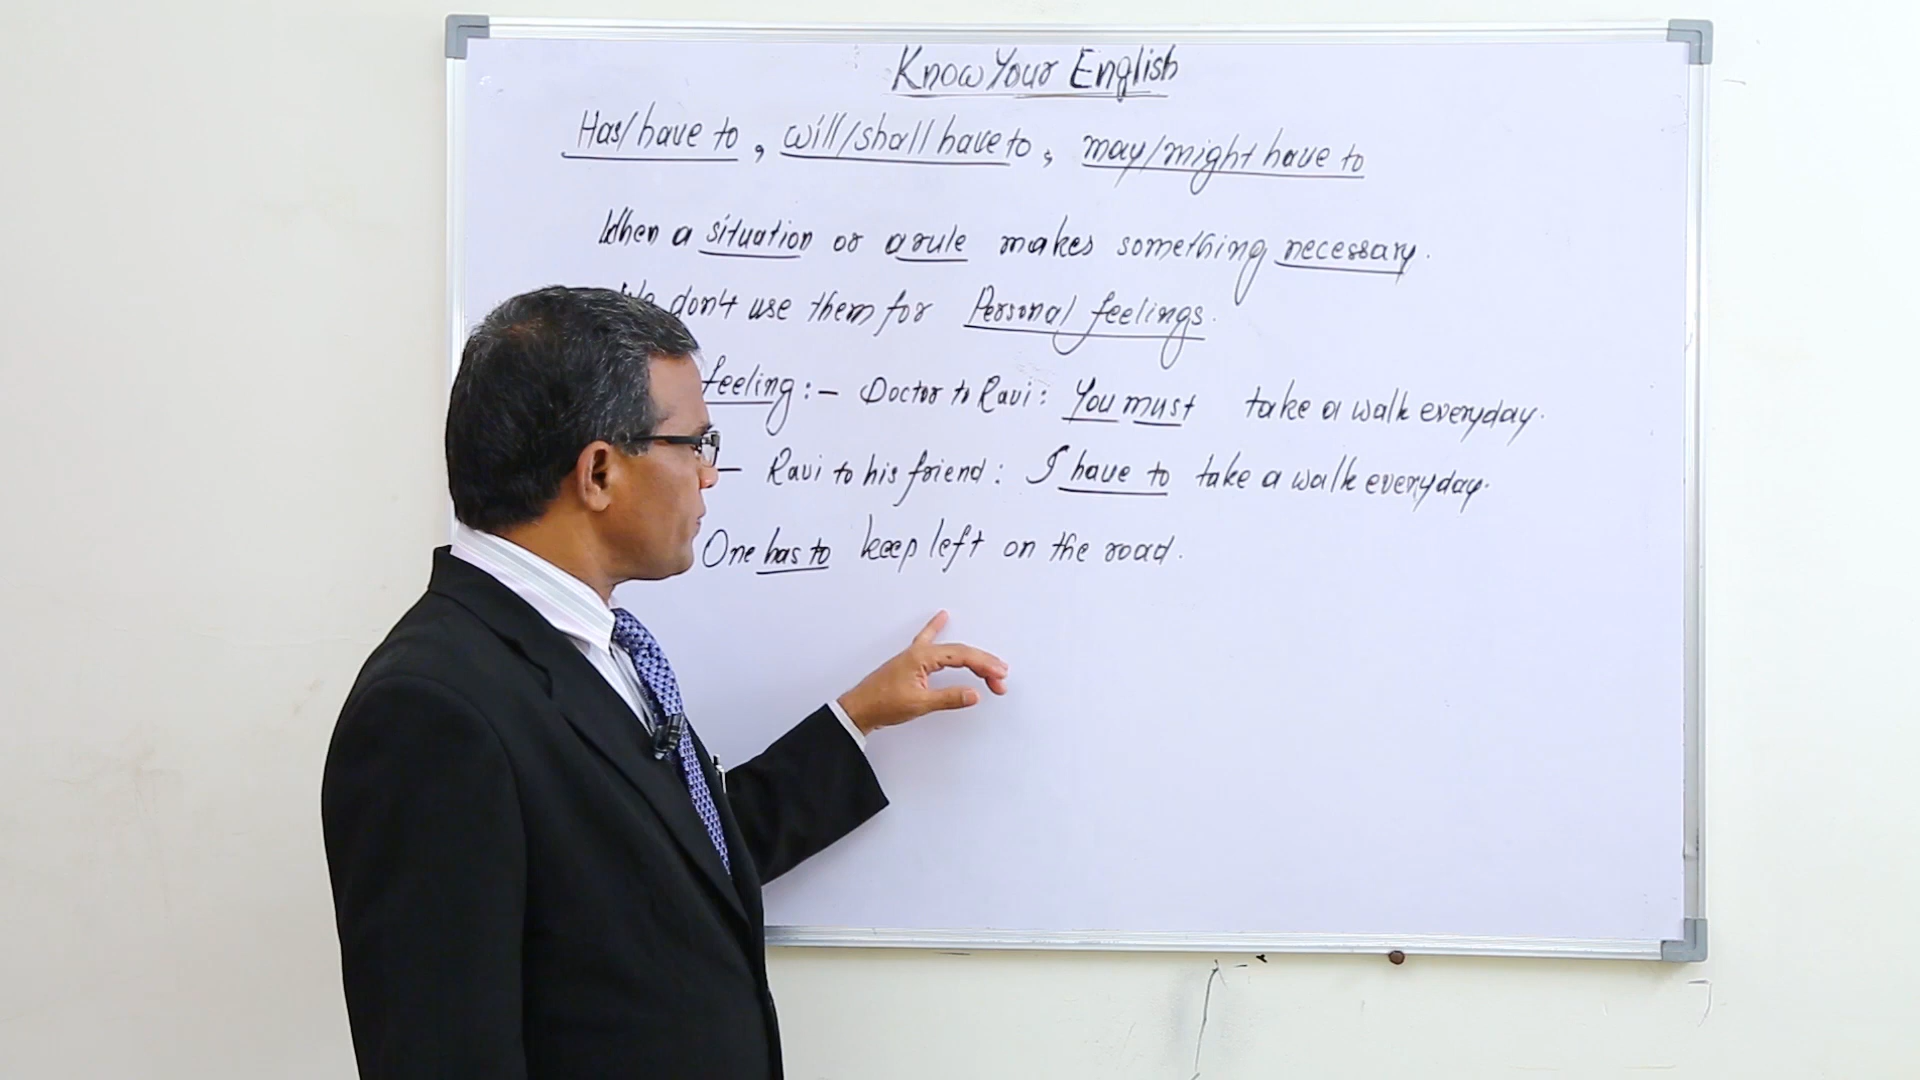 Know Your English
Has/have to, will/shall have to, may/might have to
When a situation or a rule makes something necessary.
We don't use them for Personal feelings.
feeling:- Doctor to Ravi: You must take a walk everyday.
- Ravi to his friend: I have to take a walk everyday.
One has to keep left on the road.